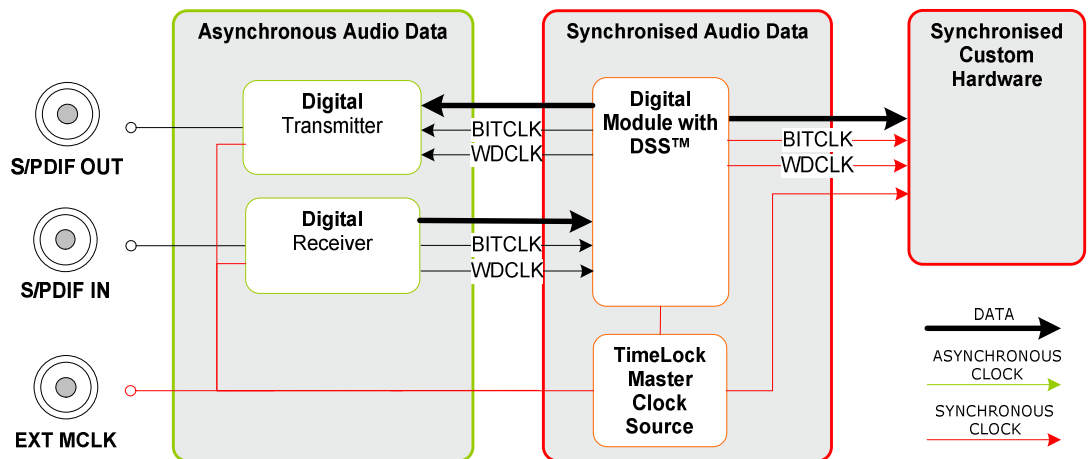 Asynchronous Audio Data
Synchronised Audio Data
Synchronised
Custom
Hardware
S/PDIF OUT
Digital
Transmitter
BITCLK
WDCLK
Digital
Module with
DSS™
BITCLK
WDCLK
S/PDIF IN
Digital
Receiver
BITCLK
WDCLK
EXT MCLK
TimeLock
Master
Clock
Source
DATA
ASYNCHRONOUS
CLOCK
SYNCHRONOUS
CLOCK